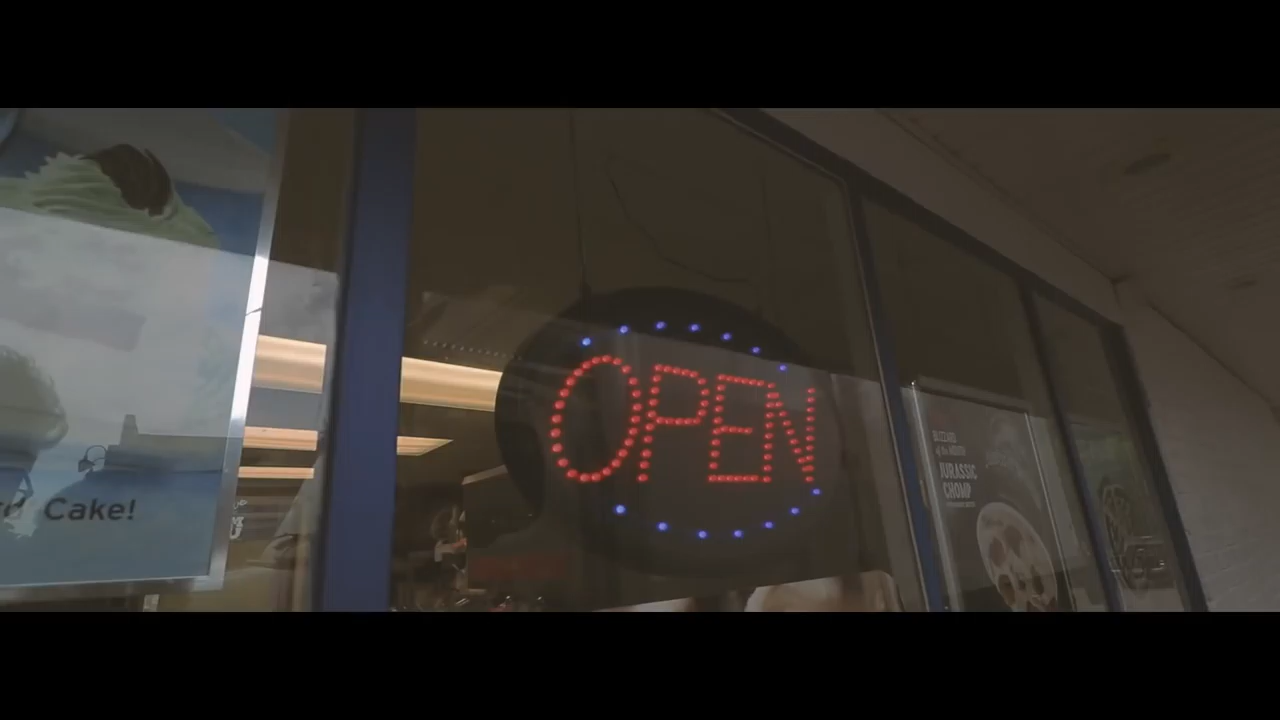 Cake!
OPEN
BLIZZARD
of the MONTH
JURASSIC
CHOMP